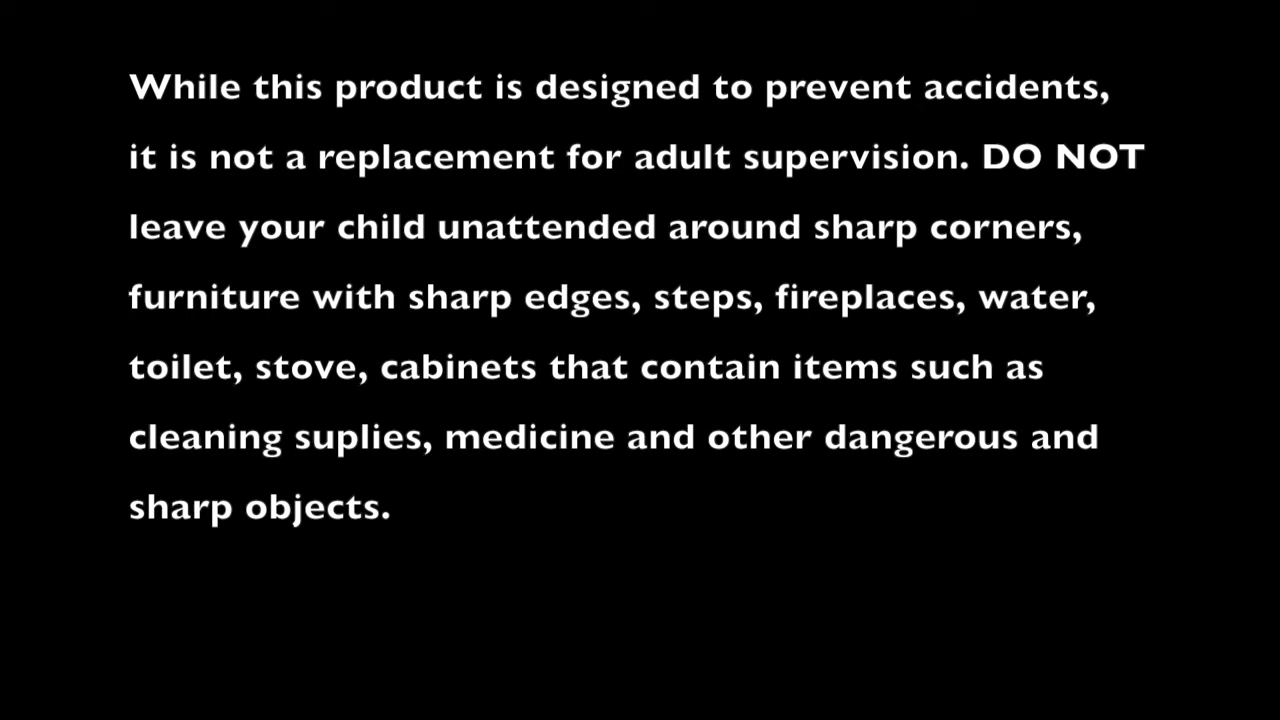 While this product is designed to prevent accidents,
it is not a replacement for adult supervision. DO NOT
leave your child unattended around sharp corners,
furniture with sharp edges, steps, fireplaces, water,
toilet, stove, cabinets that contain items such as
cleaning suplies, medicine and other dangerous and
sharp objects.